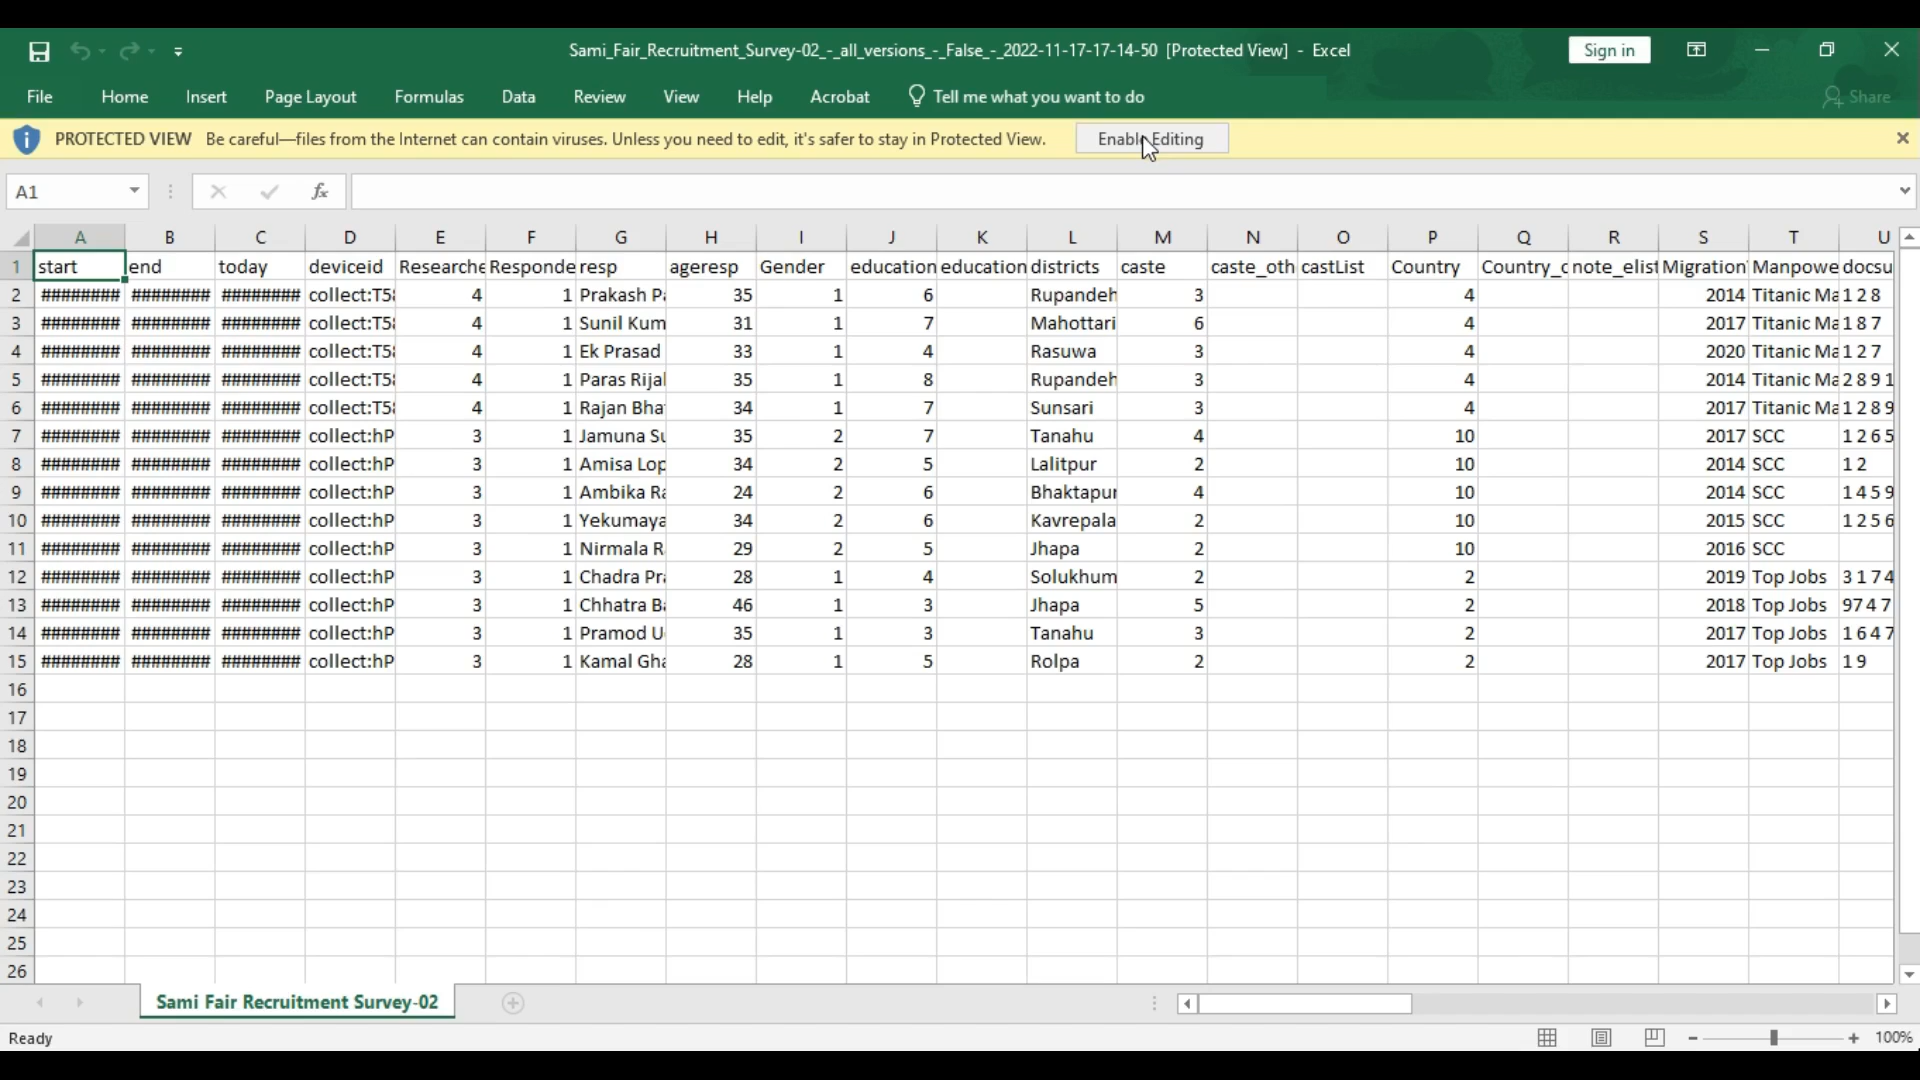 Sami_Fair_Recruitment_Survey-02_-_all_versions_-_False_-_2022-11-17-17-14-50 [Protected View] - Excel Sign in
File Home Insert Page Layout Formulas Data Review View Help Acrobat Tell me what you want to do Share
PROTECTED VIEW Be careful—files from the Internet can contain viruses. Unless you need to edit, it's safer to stay in Protected View. Enable Editing
A1 fx
A B C D E F G H I J K L M N O P Q R S T U
1 start end today deviceid Researche Responde resp ageresp Gender education education districts caste caste_oth castList Country Country_c note_elist Migration Manpowe docsu
2 ######## ######## ######## collect:T58 4 1 Prakash Pa 35 1 6 Rupandeh 3 4 2014 Titanic Ma 1 2 8
3 ######## ######## ######## collect:T58 4 1 Sunil Kum 31 1 7 Mahottari 6 4 2017 Titanic Ma 1 8 7
4 ######## ######## ######## collect:T58 4 1 Ek Prasad 33 1 4 Rasuwa 3 4 2020 Titanic Ma 1 2 7
5 ######## ######## ######## collect:T58 4 1 Paras Rijal 35 1 8 Rupandeh 3 4 2014 Titanic Ma 2 8 9 1
6 ######## ######## ######## collect:T58 4 1 Rajan Bha 34 1 7 Sunsari 3 4 2017 Titanic Ma 1 2 8 9
7 ######## ######## ######## collect:hP 3 1 Jamuna Su 35 2 7 Tanahu 4 10 2017 SCC 1 2 6 5
8 ######## ######## ######## collect:hP 3 1 Amisa Lop 34 2 5 Lalitpur 2 10 2014 SCC 1 2
9 ######## ######## ######## collect:hP 3 1 Ambika Ra 24 2 6 Bhaktapur 4 10 2014 SCC 1 4 5 9
10 ######## ######## ######## collect:hP 3 1 Yekumaya 34 2 6 Kavrepala 2 10 2015 SCC 1 2 5 6
11 ######## ######## ######## collect:hP 3 1 Nirmala R 29 2 5 Jhapa 2 10 2016 SCC
12 ######## ######## ######## collect:hP 3 1 Chadra Pra 28 1 4 Solukhum 2 2 2019 Top Jobs 3 1 7 4
13 ######## ######## ######## collect:hP 3 1 Chhatra Ba 46 1 3 Jhapa 5 2 2018 Top Jobs 9 7 4 7
14 ######## ######## ######## collect:hP 3 1 Pramod U 35 1 3 Tanahu 3 2 2017 Top Jobs 1 6 4 7
15 ######## ######## ######## collect:hP 3 1 Kamal Gha 28 1 5 Rolpa 2 2 2017 Top Jobs 1 9
16
17
18
19
20
21
22
23
24
25
26
Sami Fair Recruitment Survey-02
Ready 100%